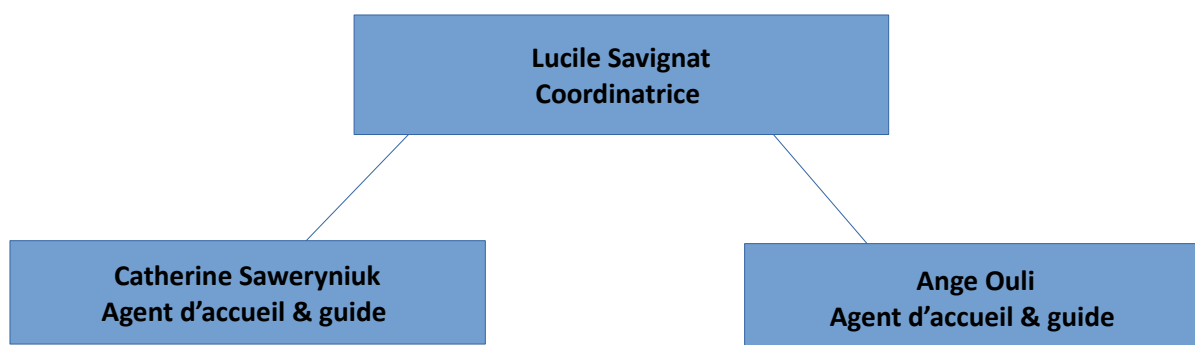 Lucile Savignat
Coordinatrice
Catherine Saweryniuk
Agent d’accueil & guide
Ange Ouli
Agent d’accueil & guide